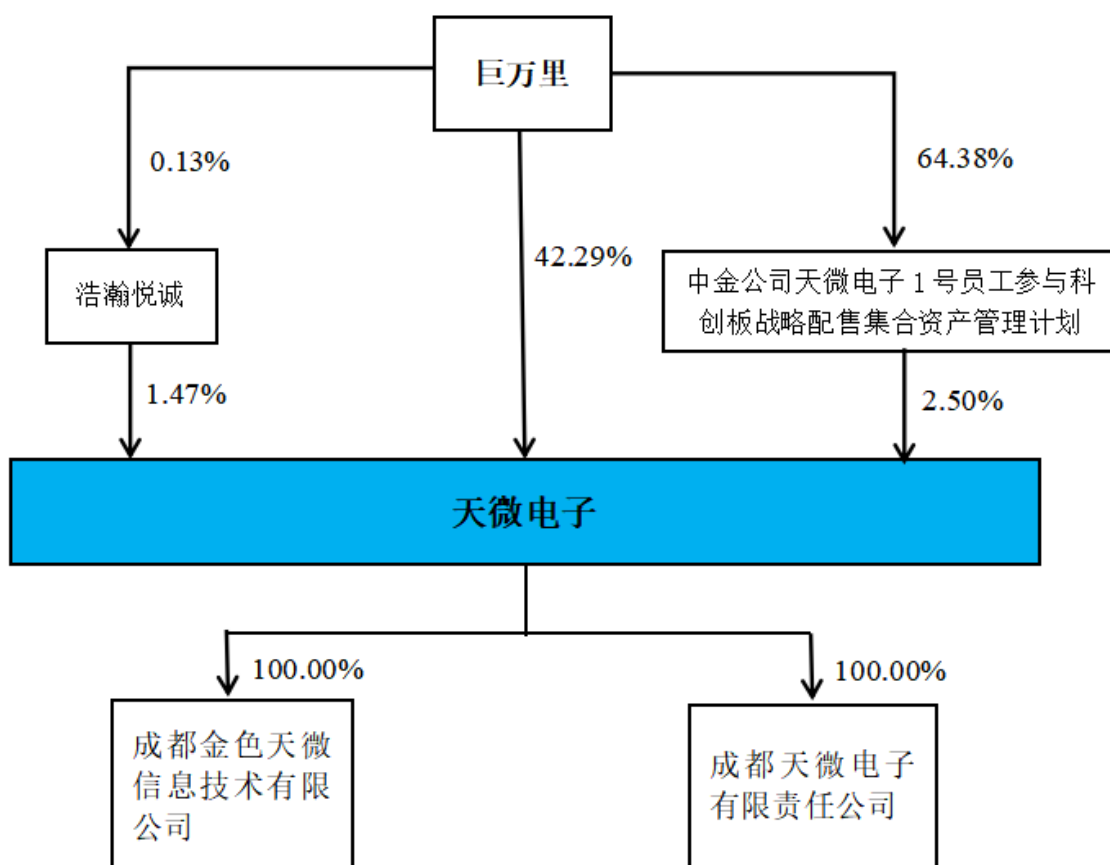 巨万里
0.13%
64.38%
42.29%
浩瀚悦诚
中金公司天微电子1号员工参与科
创板战略配售集合资产管理计划
1.47%
2.50%
天微电子
100.00%
100.00%
成都金色天微
信息技术有限
公司
成都天微电子
有限责任公司